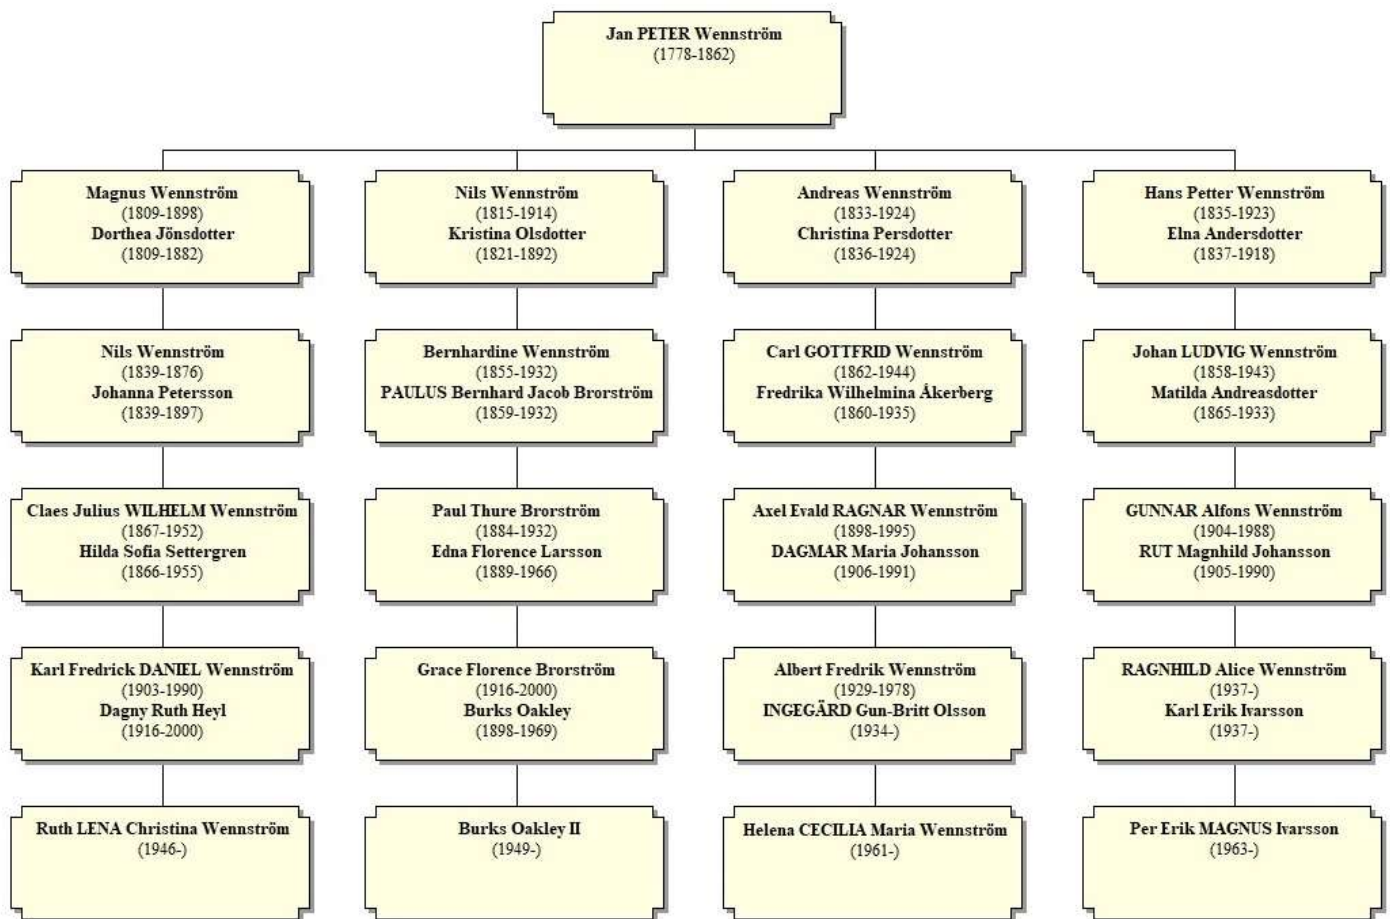 Jan PETER Wennström
(1778-1862)
Magnus Wennström
(1809-1898)
Dorthea Jönsdotter
(1809-1882)
Nils Wennström
(1815-1914)
Kristina Olsdotter
(1821-1892)
Andreas Wennström
(1833-1924)
Christina Persdotter
(1836-1924)
Hans Petter Wennström
(1835-1923)
Elna Andersdotter
(1837-1918)
Nils Wennström
(1839-1876)
Johanna Petersson
(1839-1897)
Bernhardine Wennström
(1855-1932)
PAULUS Bernhard Jacob Brorström
(1859-1932)
Carl GOTTFRID Wennström
(1862-1944)
Fredrika Wilhelmina Åkerberg
(1860-1935)
Johan LUDVIG Wennström
(1858-1943)
Matilda Andreasdotter
(1865-1933)
Claes Julius WILHELM Wennström
(1867-1952)
Hilda Sofia Settergren
(1866-1955)
Paul Thure Brorström
(1884-1932)
Edna Florence Larsson
(1889-1966)
Axel Evald RAGNAR Wennström
(1898-1995)
DAGMAR Maria Johansson
(1906-1991)
GUNNAR Alfons Wennström
(1904-1988)
RUT Magnhild Johansson
(1905-1990)
Karl Fredrick DANIEL Wennström
(1903-1990)
Dagny Ruth Heyl
(1916-2000)
Grace Florence Brorström
(1916-2000)
Burks Oakley
(1898-1969)
Albert Fredrik Wennström
(1929-1978)
INGEGÄRD Gun-Britt Olsson
(1934-)
RAGNHILD Alice Wennström
(1937-)
Karl Erik Ivarsson
(1937-)
Ruth LENA Christina Wennström
(1946-)
Burks Oakley II
(1949-)
Helena CECILIA Maria Wennström
(1961-)
Per Erik MAGNUS Ivarsson
(1963-)